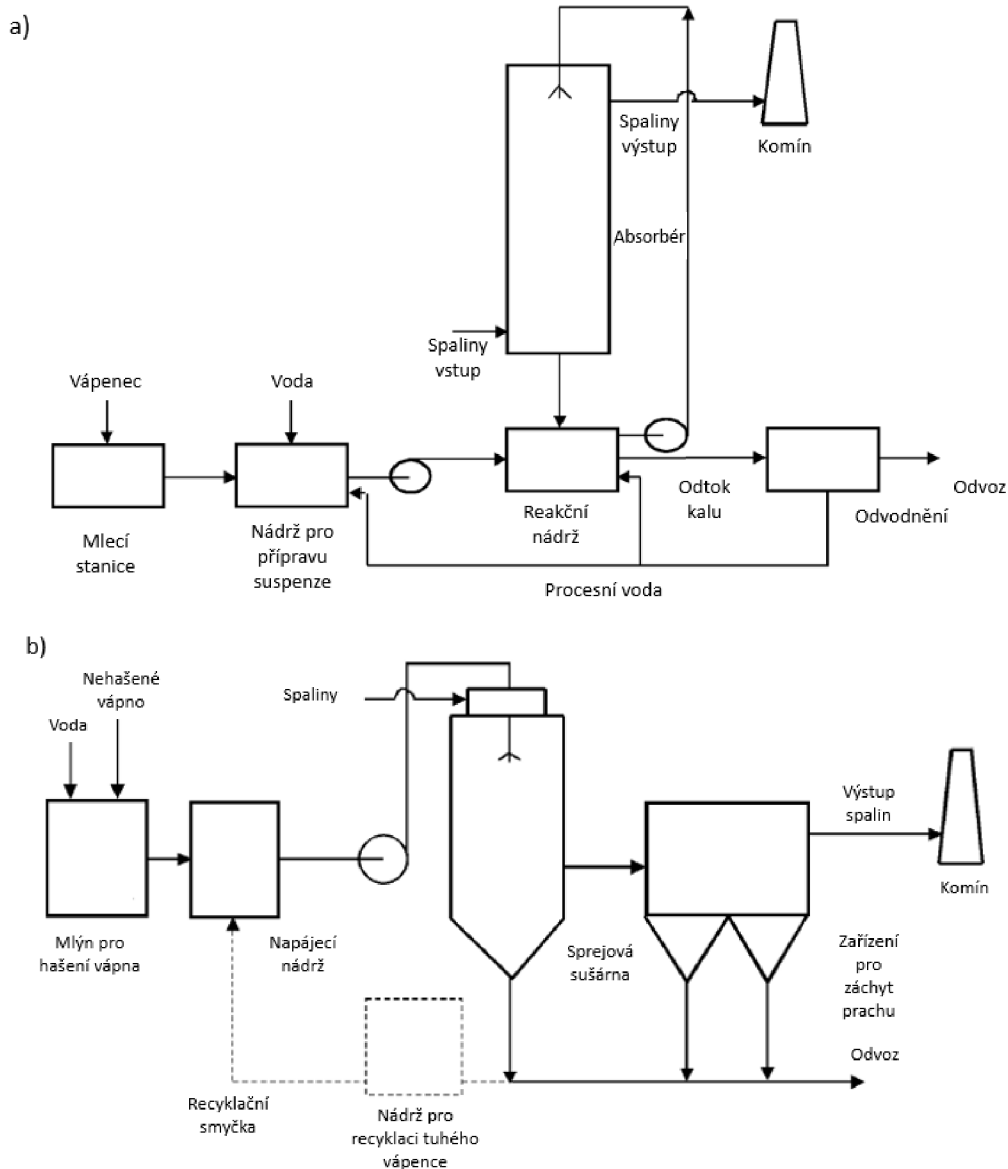 a)
Spaliny
výstup
Komín
Absorbér
Spaliny
vstup
Vápenec
Voda
Mlecí
stanice
Nádrž pro
přípravu
suspenze
Reakční
nádrž
Odtok
kalu
Odvoz
Odvodnění
Procesní voda
b)
Nehašené
vápno
Voda
Spaliny
Výstup
spalin
Komín
Mlýn pro
hašení vápna
Napájecí
nádrž
Sprejová
sušárna
Zařízení
pro
záchyt
prachu
Odvoz
Recyklační
smyčka
Nádrž pro
recyklaci tuhého
vápence